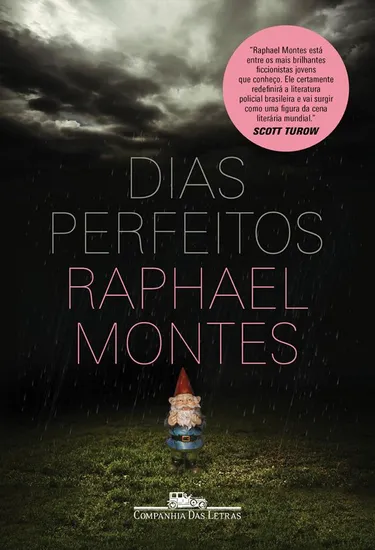 “Raphael Montes está
entre os mais brilhantes
ficcionistas jovens
que conheço. Ele certamente
redefinirá a literatura
policial brasileira e vai surgir
como uma figura da cena
literária mundial.”
SCOTT TUROW
DIAS
PERFEITOS
RAPHAEL
MONTES
COMPANHIA DAS LETRAS